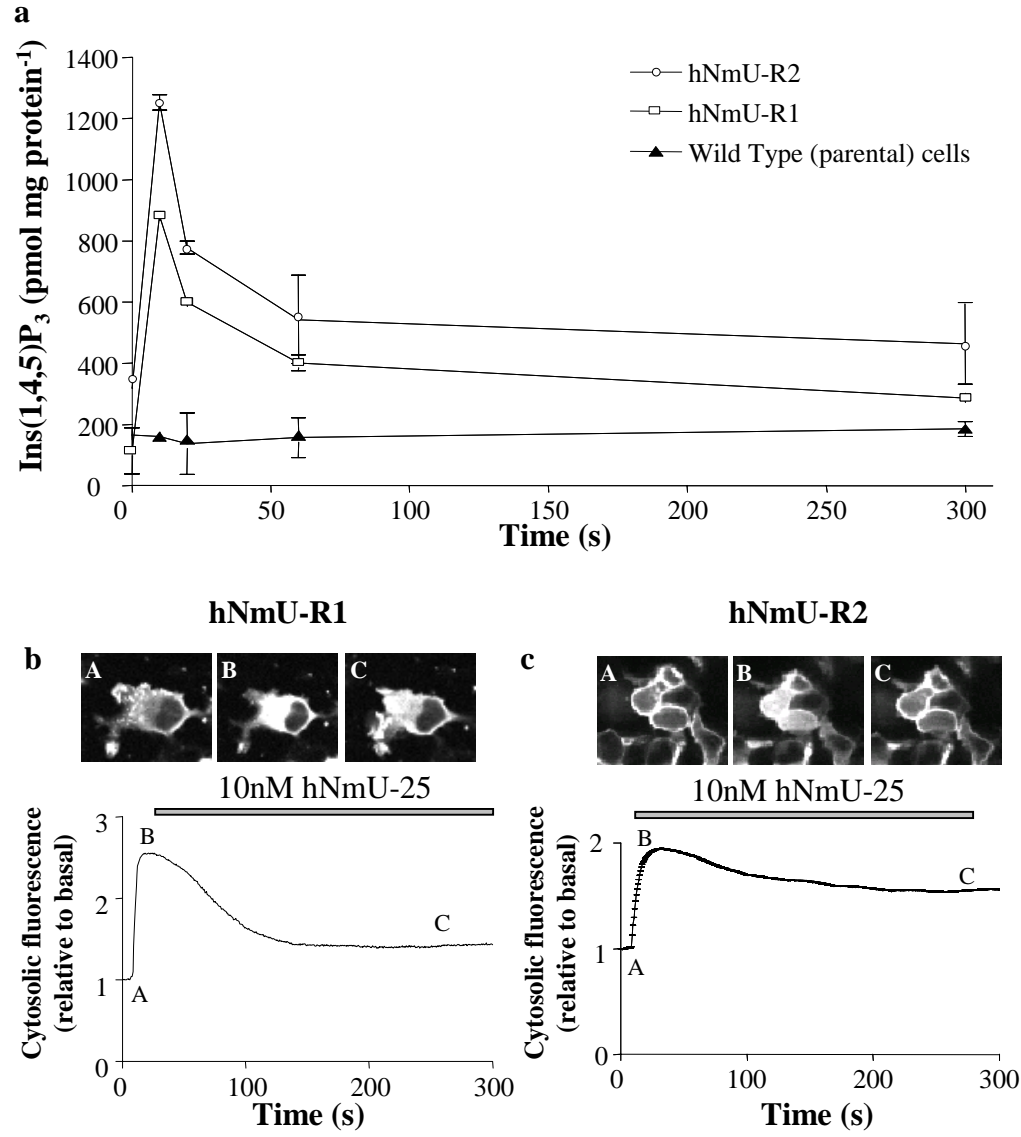 a
Ins(1,4,5)P3 (pmol mg protein-1)
1400
1200
1000
800
600
400
200
0
0 50 100 150 200 250 300
Time (s)
hNmU-R2
hNmU-R1
Wild Type (parental) cells
hNmU-R1
b
A B C
10nM hNmU-25
Cytosolic fluorescence
(relative to basal)
3
2
1
0
B
A
C
0 100 200 300
Time (s)
hNmU-R2
c
A B C
10nM hNmU-25
Cytosolic fluorescence
(relative to basal)
2
1
0
B
A
C
0 100 200 300
Time (s)